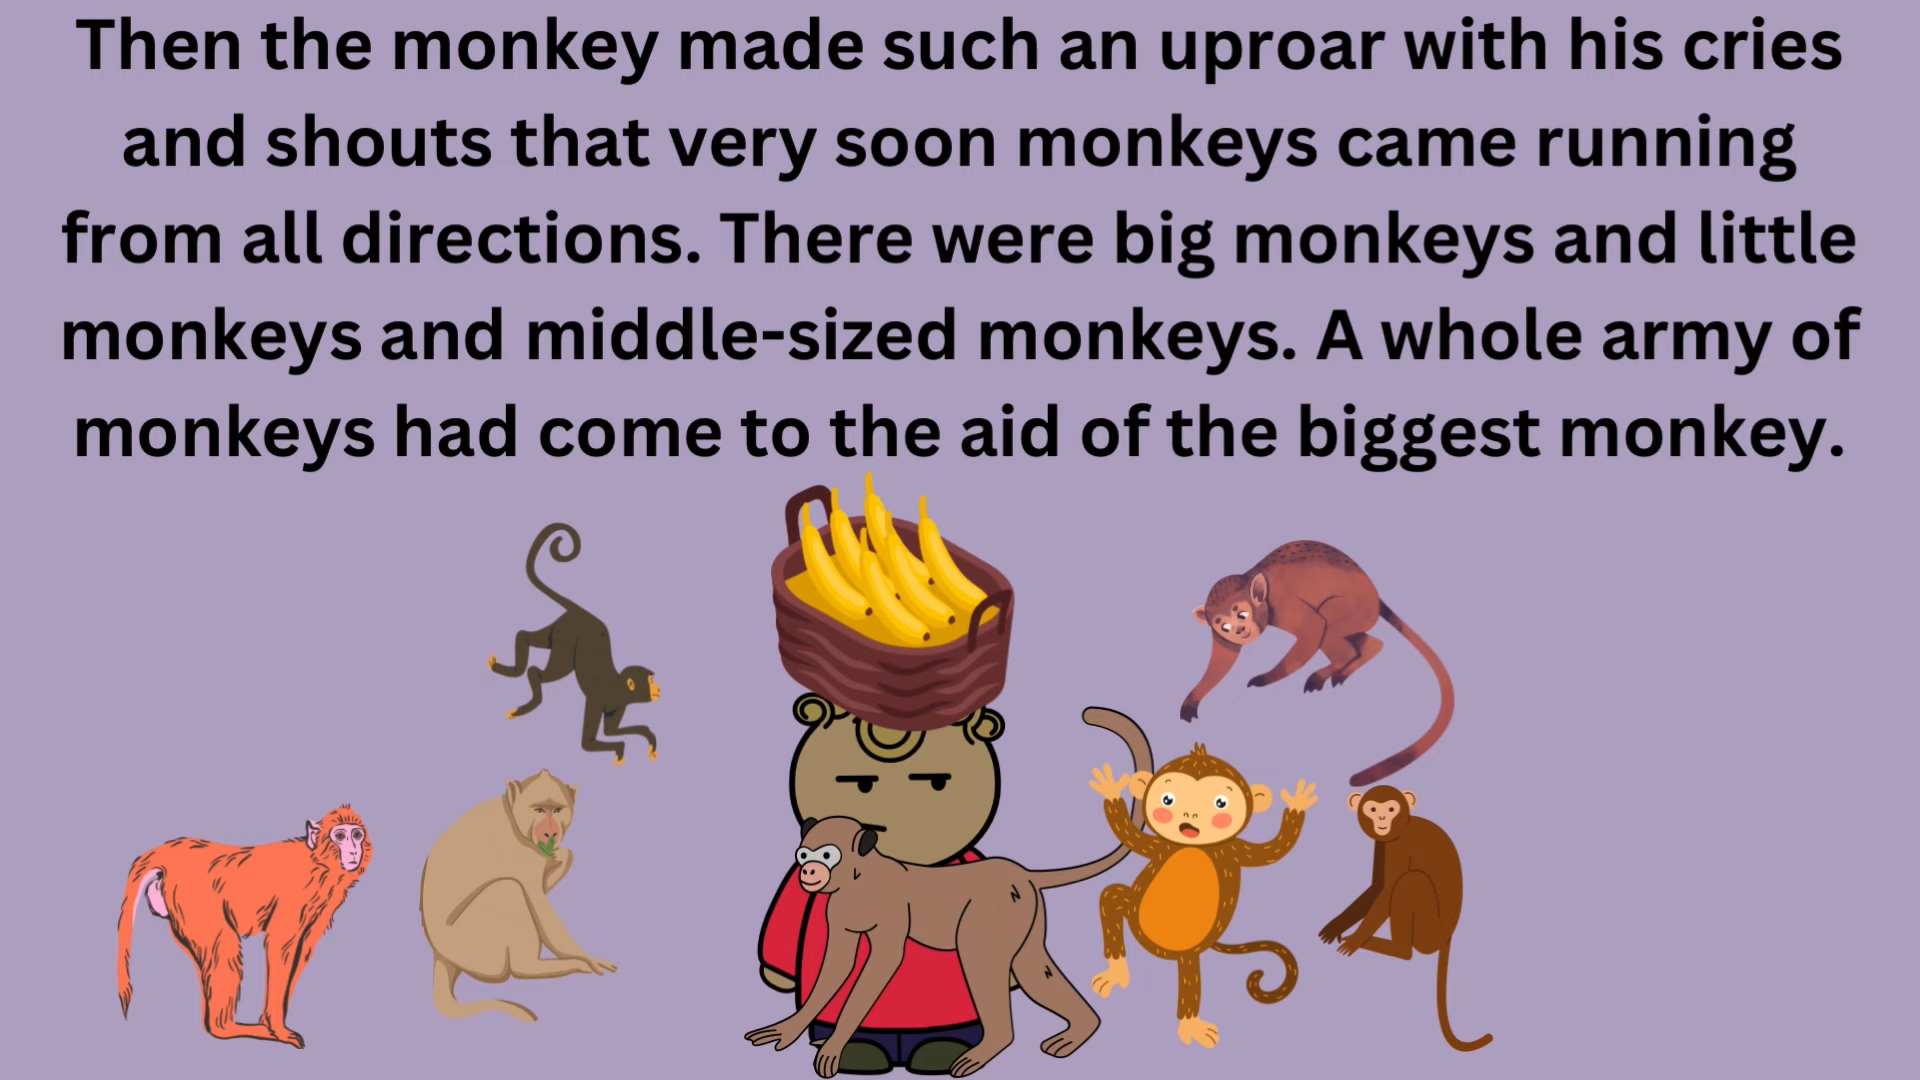 Then the monkey made such an uproar with his cries
and shouts that very soon monkeys came running
from all directions. There were big monkeys and little
monkeys and middle-sized monkeys. A whole army of
monkeys had come to the aid of the biggest monkey.